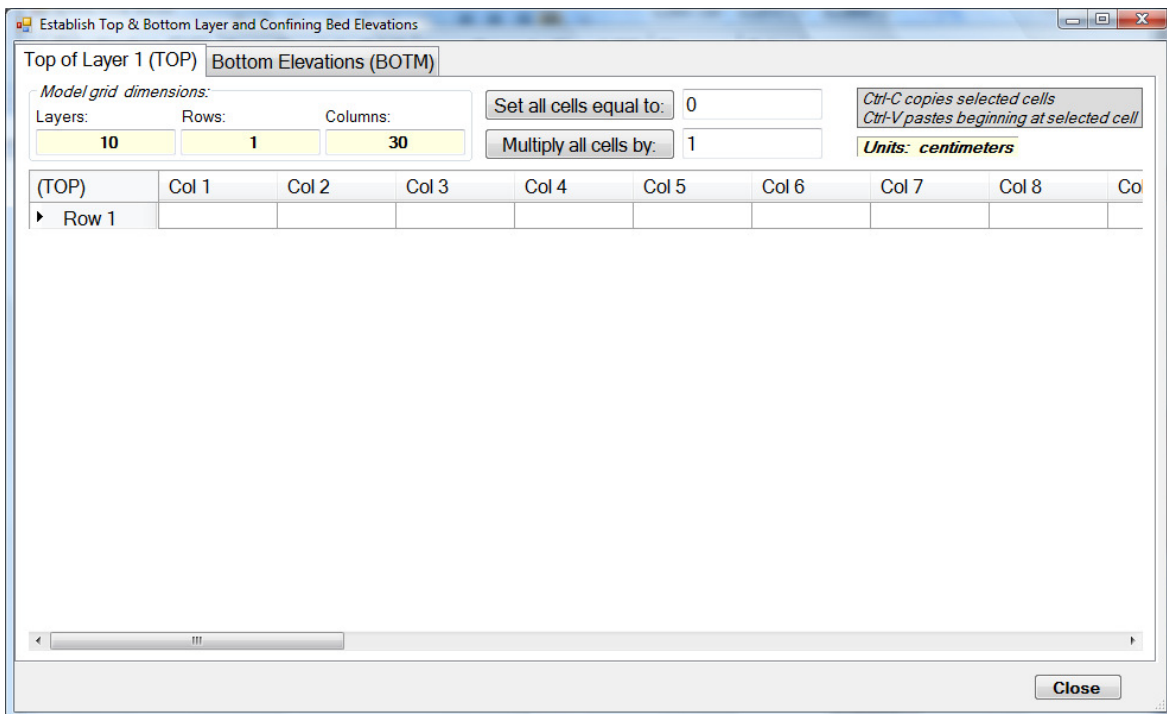 Establish Top & Bottom Layer and Confining Bed Elevations
Top of Layer 1 (TOP) Bottom Elevations (BOTM)
Model grid dimensions:
Layers: Rows: Columns:
10 1 30
Set all cells equal to: 0
Multiply all cells by: 1
Ctrl-C copies selected cells
Ctrl-V pastes beginning at selected cell
Units: centimeters
(TOP) Col 1 Col 2 Col 3 Col 4 Col 5 Col 6 Col 7 Col 8 Col
Row 1
Close